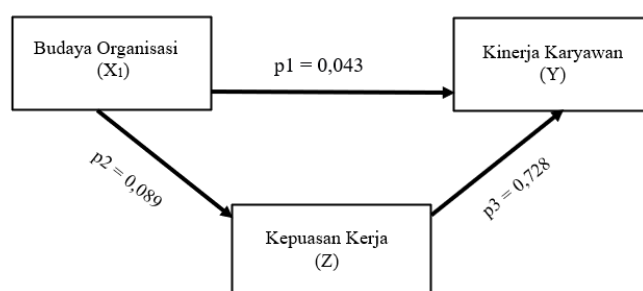 Budaya Organisasi
(X1)
p1 = 0,043
Kinerja Karyawan
(Y)
p2 = 0,089
p3 = 0,728
Kepuasan Kerja
(Z)